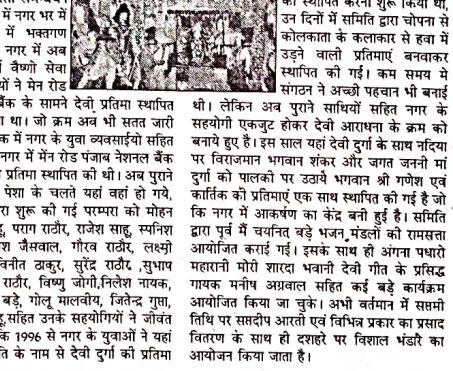 में नगर भर में
में भक्तगण
नगर में अब
वैष्णो सेवा
यों ने मेन रोड
बैंक के सामने देवी प्रतिमा स्थापित
था। जो क्रम अब भी सतत जारी
क में नगर के युवा व्यवसाईयो सहित
नगर में मेंन रोड पंजाब नेशनल बैंक
प्रतिमा स्थापित की थी। अब पुराने
पेशा के चलते यहां वहां हो गये,
रा शुरू की गई परम्परा को मोहन
पराग राठौर, राजेश साहू, स्पनिश
श जैसवाल, गौरव राठौर, लक्ष्मी
विनीत ठाकुर, सुरेंद्र राठौर ,सुभाष
राठौर, विष्णु जोगी,निलेश नायक,
बड़े, गोलू मालवीय, जितेन्द्र गुप्ता,
सहित उनके सहयोगियों ने जीवंत
क 1996 से नगर के युवाओं ने यहां
ति के नाम से देवी दुर्गा की प्रतिमा
को स्थापित करना शुरू किया था,
उन दिनों में समिति द्वारा चोपना से
कोलकाता के कलाकार से हवा में
उड़ने वाली प्रतिमाएं बनवाकर
स्थापित की गई। कम समय मे
संगठन ने अच्छी पहचान भी बनाई
थी। लेकिन अब पुराने साथियों सहित नगर के
सहयोगी एकजुट होकर देवी आराधना के क्रम को
बनाये हुए है। इस साल यहां देवी दुर्गा के साथ नदिया
पर विराजमान भगवान शंकर और जगत जननी मां
दुर्गा को पालकी पर उठाये भगवान श्री गणेश एवं
कार्तिक की प्रतिमाएं एक साथ स्थापित की गई है जो
कि नगर में आकर्षण का केंद्र बनी हुई है। समिति
द्वारा पूर्व में चयनित बड़े भजन मंडलों की रामसत्ता
आयोजित कराई गई। इसके साथ ही अंगना पधारो
महारानी मोरी शारदा भवानी देवी गीत के प्रसिद्ध
गायक मनीष अग्रवाल सहित कई बड़े कार्यक्रम
आयोजित किया जा चुके। अभी वर्तमान में सप्तमी
तिथि पर सप्तदीप आरती एवं विभिन्न प्रकार का प्रसाद
वितरण के साथ ही दशहरे पर विशाल भंडारे का
आयोजन किया जाता है।